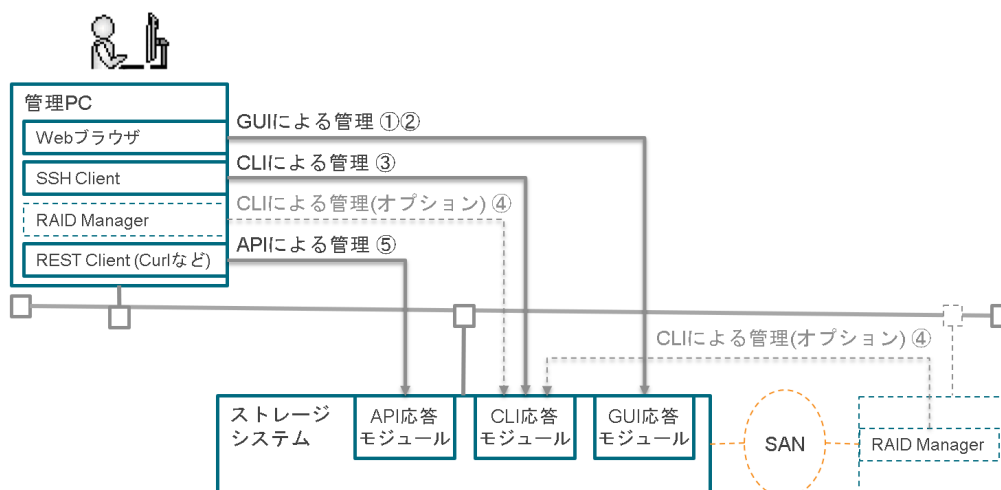 管理PC
Webブラウザ
SSH Client
RAID Manager
REST Client (Curlなど)
GUIによる管理 ①②
CLIによる管理 ③
CLIによる管理(オプション) ④
APIによる管理 ⑤
CLIによる管理(オプション) ④
ストレージ
システム
API応答
モジュール
CLI応答
モジュール
GUI応答
モジュール
SAN
RAID Manager